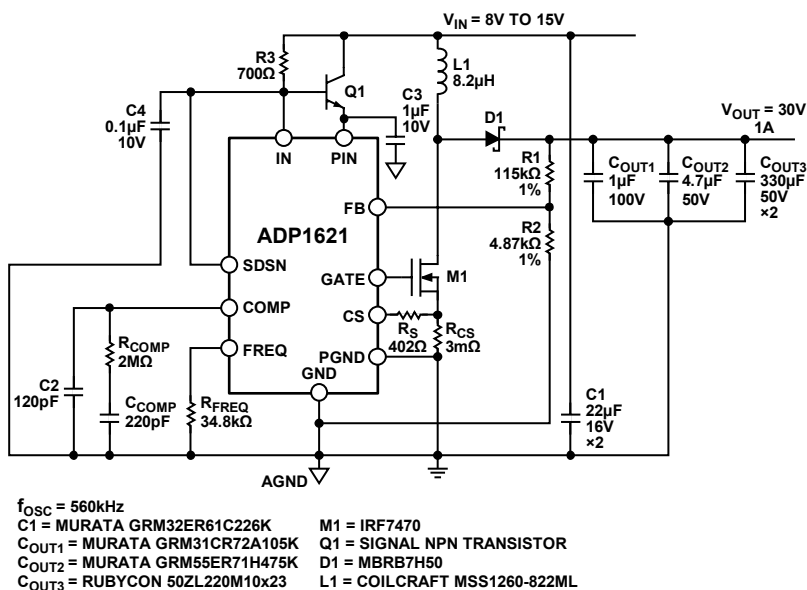 V_IN = 8V TO 15V
R3
700Ω
L1
8.2µH
Q1
C4
0.1µF
10V
C3
1µF
10V
D1
V_OUT = 30V
1A
IN
PIN
R1
115kΩ
1%
C_OUT1
1µF
100V
C_OUT2
4.7µF
50V
C_OUT3
330µF
50V
×2
FB
ADP1621
R2
4.87kΩ
1%
SDSN
GATE
M1
COMP
CS
R_S
402Ω
R_CS
3mΩ
R_COMP
2MΩ
FREQ
PGND
GND
C2
120pF
C_COMP
220pF
R_FREQ
34.8kΩ
C1
22µF
16V
×2
AGND
f_OSC = 560kHz
C1 = MURATA GRM32ER61C226K
C_OUT1 = MURATA GRM31CR72A105K
C_OUT2 = MURATA GRM55ER71H475K
C_OUT3 = RUBYCON 50ZL220M10x23
M1 = IRF7470
Q1 = SIGNAL NPN TRANSISTOR
D1 = MBRB7H50
L1 = COILCRAFT MSS1260-822ML